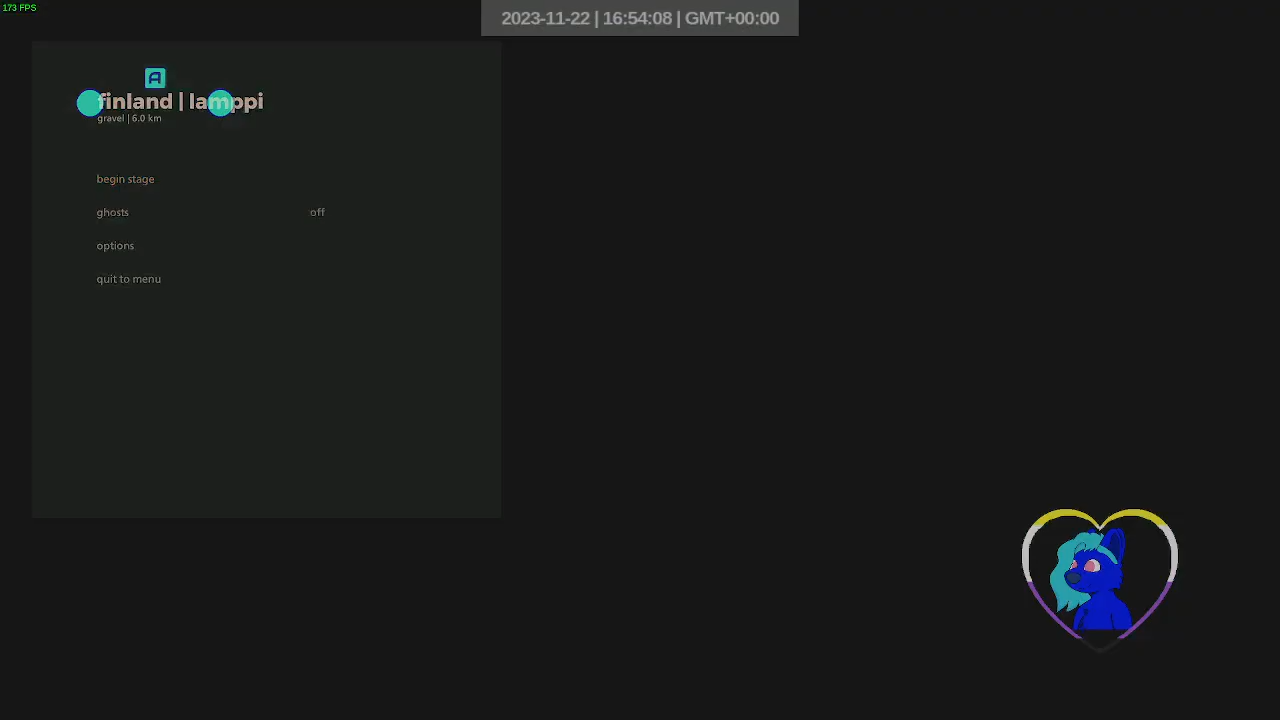 173 FPS
2023-11-22 | 16:54:08 | GMT+00:00
A
finland | lamppi
gravel | 6.0 km
begin stage
ghosts off
options
quit to menu